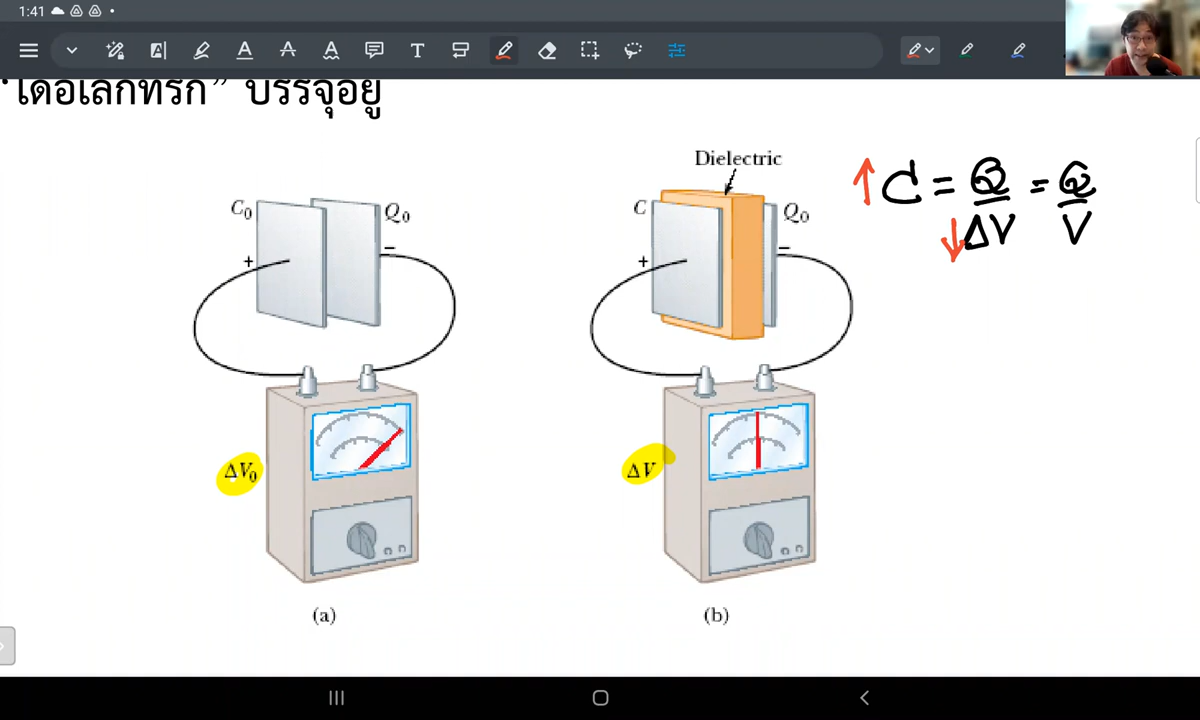 1:41
"ไดอิเล็กทริก" บรรจุอยู่
Dielectric
C₀
Q₀
+
−
C
Q₀
+
−
↑ C = Q/ΔV = Q/V
↓
ΔV₀
ΔV
(a)
(b)